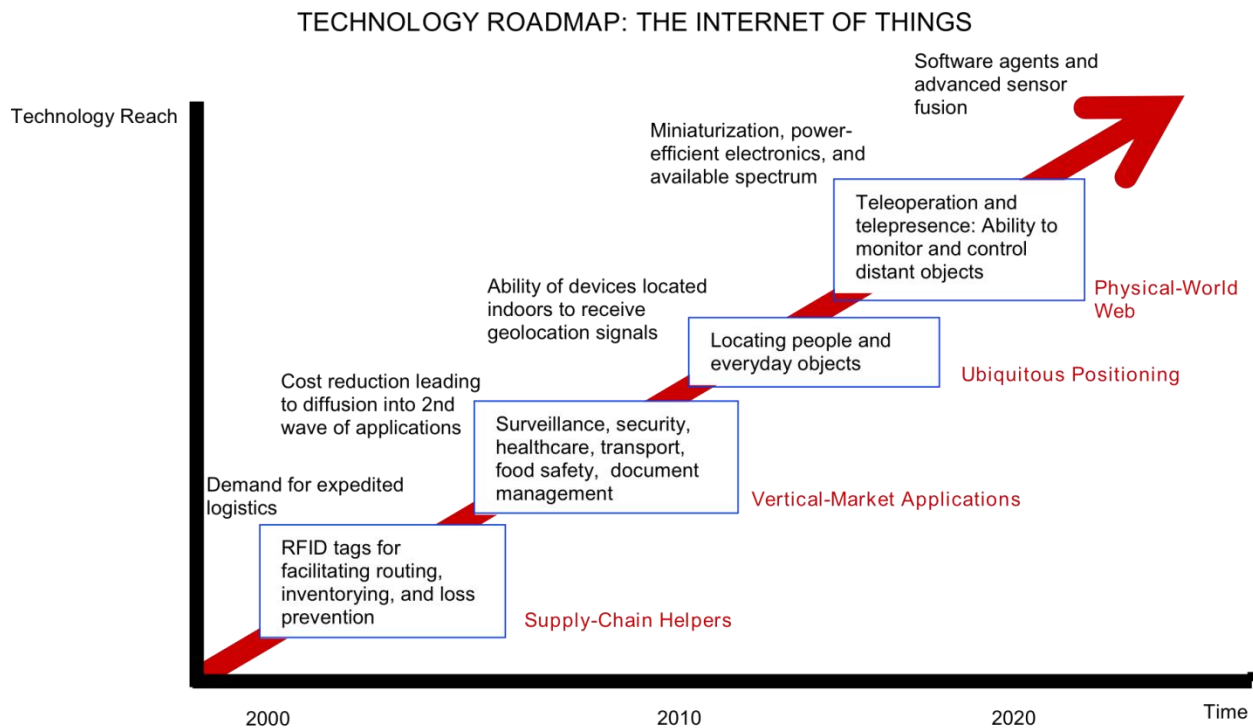 TECHNOLOGY ROADMAP: THE INTERNET OF THINGS
Technology Reach
Software agents and
advanced sensor
fusion
Miniaturization, power-
efficient electronics, and
available spectrum
Teleoperation and
telepresence: Ability to
monitor and control
distant objects
Physical-World
Web
Ability of devices located
indoors to receive
geolocation signals
Locating people and
everyday objects
Ubiquitous Positioning
Cost reduction leading
to diffusion into 2nd
wave of applications
Surveillance, security,
healthcare, transport,
food safety,  document
management
Vertical-Market Applications
Demand for expedited
logistics
RFID tags for
facilitating routing,
inventorying, and loss
prevention
Supply-Chain Helpers
2000
2010
2020
Time